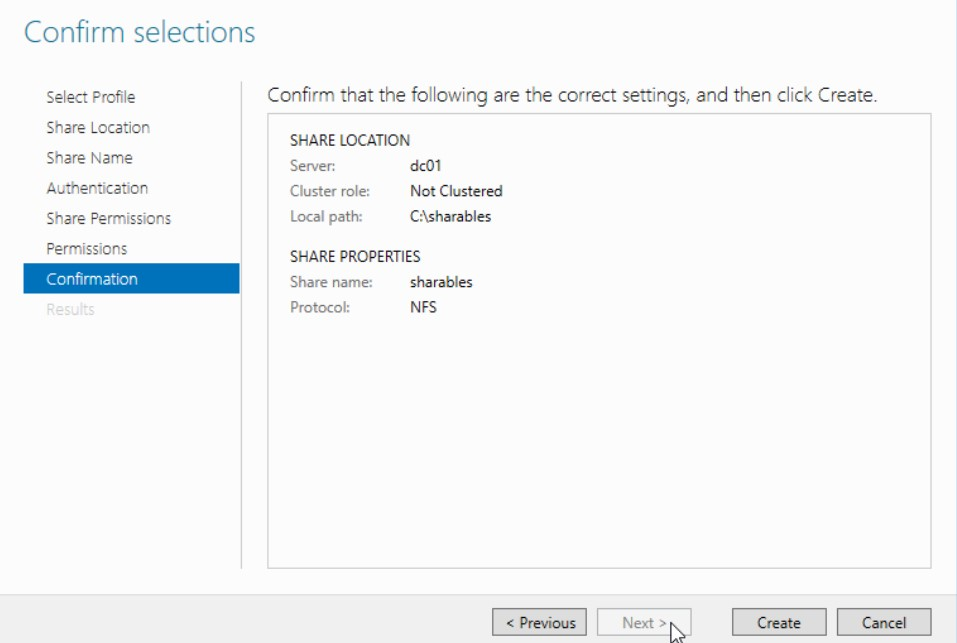 Confirm selections
Select Profile
Share Location
Share Name
Authentication
Share Permissions
Permissions
Confirmation
Results
Confirm that the following are the correct settings, and then click Create.
SHARE LOCATION
Server: dc01
Cluster role: Not Clustered
Local path: C:\sharables
SHARE PROPERTIES
Share name: sharables
Protocol: NFS
< Previous Next > Create Cancel